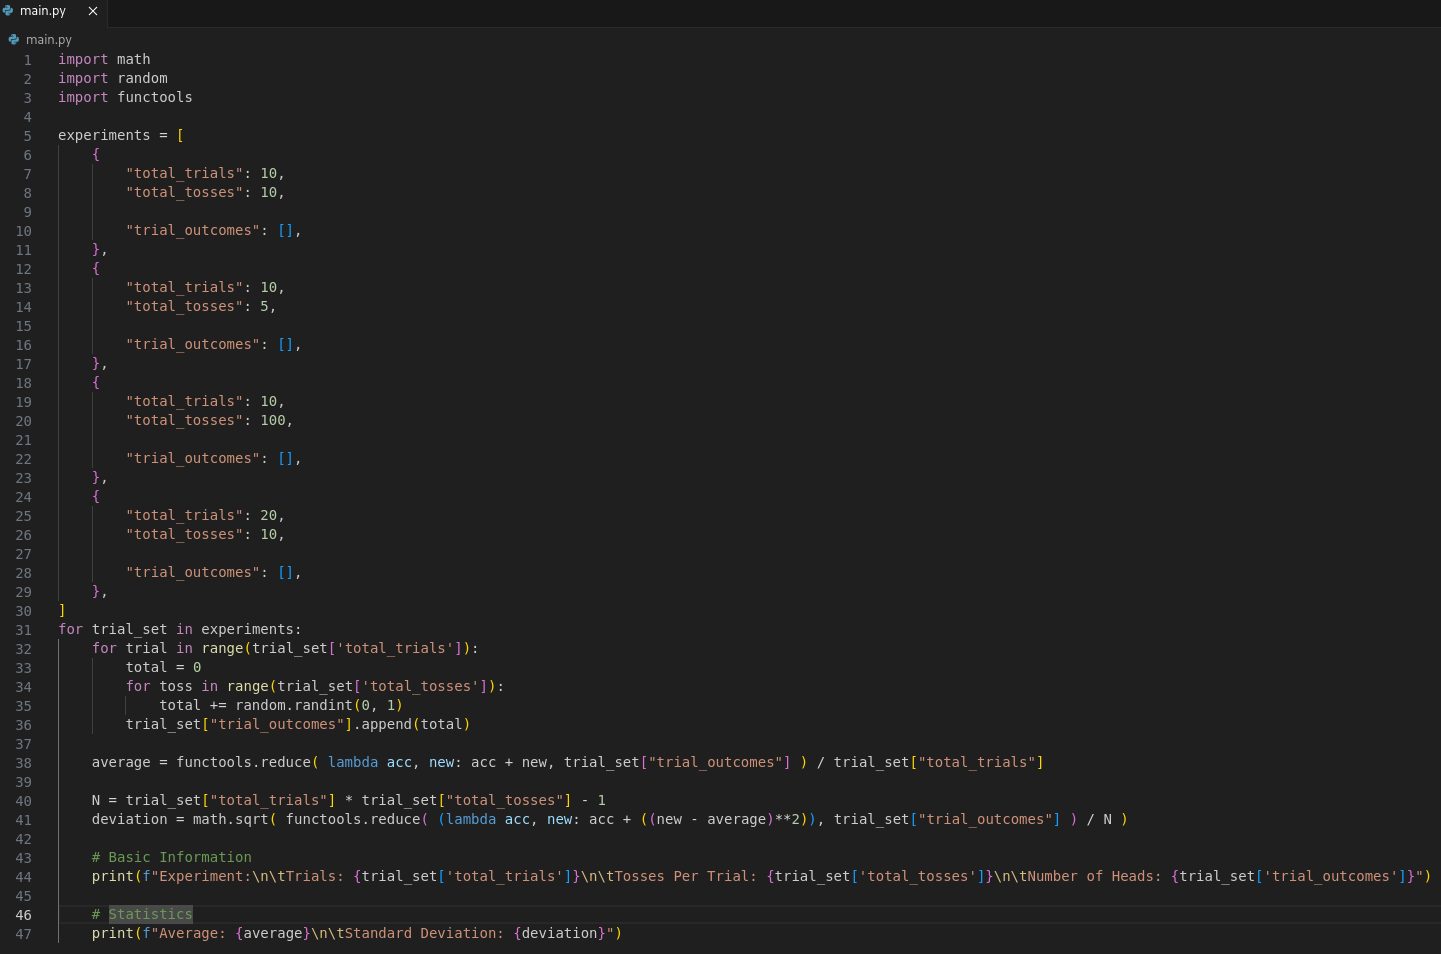 main.py
main.py
1 import math
2 import random
3 import functools
4
5 experiments = [
6     {
7         "total_trials": 10,
8         "total_tosses": 10,
9
10         "trial_outcomes": [],
11     },
12     {
13         "total_trials": 10,
14         "total_tosses": 5,
15
16         "trial_outcomes": [],
17     },
18     {
19         "total_trials": 10,
20         "total_tosses": 100,
21
22         "trial_outcomes": [],
23     },
24     {
25         "total_trials": 20,
26         "total_tosses": 10,
27
28         "trial_outcomes": [],
29     },
30 ]
31 for trial_set in experiments:
32     for trial in range(trial_set['total_trials']):
33         total = 0
34         for toss in range(trial_set['total_tosses']):
35             total += random.randint(0, 1)
36         trial_set["trial_outcomes"].append(total)
37
38     average = functools.reduce( lambda acc, new: acc + new, trial_set["trial_outcomes"] ) / trial_set["total_trials"]
39
40     N = trial_set["total_trials"] * trial_set["total_tosses"] - 1
41     deviation = math.sqrt( functools.reduce( (lambda acc, new: acc + ((new - average)**2)), trial_set["trial_outcomes"] ) / N )
42
43     # Basic Information
44     print(f"Experiment:\n\tTrials: {trial_set['total_trials']}\n\tTosses Per Trial: {trial_set['total_tosses']}\n\tNumber of Heads: {trial_set['trial_outcomes']}")
45
46     # Statistics
47     print(f"Average: {average}\n\tStandard Deviation: {deviation}")